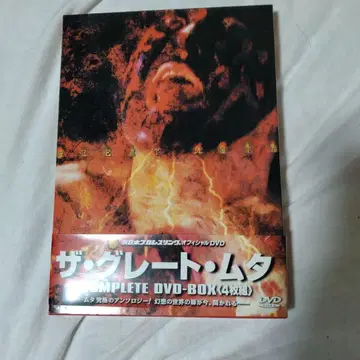 新日本プロレスリング オフィシャルDVD
ザ・グレート・ムタ
COMPLETE DVD-BOX〈4枚組〉
ムタ究極のアンソロジー! 幻想の世界の扉が今、開かれる――
DVD